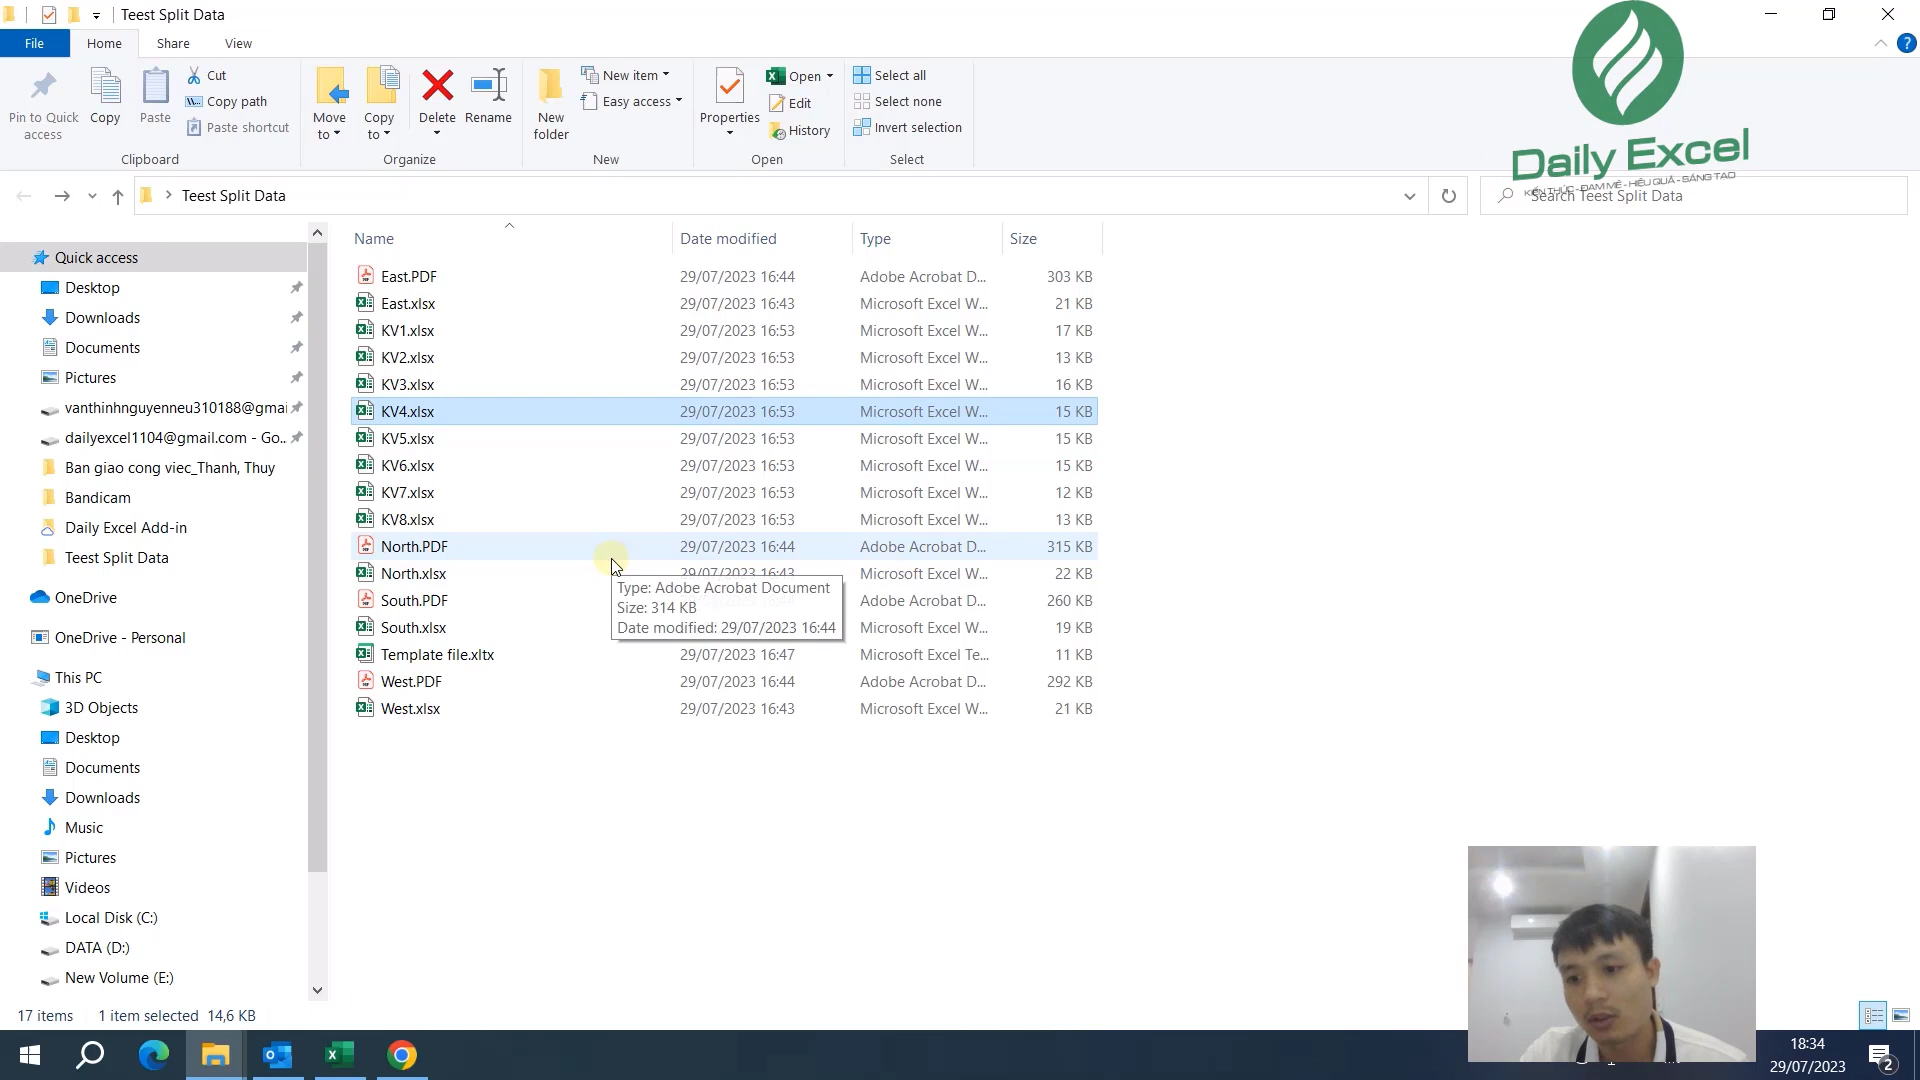 Teest Split Data
File Home Share View
Pin to Quick access
Copy
Paste
Cut
Copy path
Paste shortcut
Clipboard
Move to
Copy to
Delete
Rename
Organize
New folder
New item
Easy access
New
Properties
Open
Edit
History
Open
Select all
Select none
Invert selection
Select
Daily Excel
KIẾN THỨC - ĐAM MÊ - HIỆU QUẢ - SÁNG TẠO
Teest Split Data
Search Teest Split Data
Quick access
Desktop
Downloads
Documents
Pictures
vanthinhnguyenneu310188@gmai
dailyexcel1104@gmail.com - Go...
Ban giao cong viec_Thanh, Thuy
Bandicam
Daily Excel Add-in
Teest Split Data
OneDrive
OneDrive - Personal
This PC
3D Objects
Desktop
Documents
Downloads
Music
Pictures
Videos
Local Disk (C:)
DATA (D:)
New Volume (E:)
Name Date modified Type Size
East.PDF 29/07/2023 16:44 Adobe Acrobat D... 303 KB
East.xlsx 29/07/2023 16:43 Microsoft Excel W... 21 KB
KV1.xlsx 29/07/2023 16:53 Microsoft Excel W... 17 KB
KV2.xlsx 29/07/2023 16:53 Microsoft Excel W... 13 KB
KV3.xlsx 29/07/2023 16:53 Microsoft Excel W... 16 KB
KV4.xlsx 29/07/2023 16:53 Microsoft Excel W... 15 KB
KV5.xlsx 29/07/2023 16:53 Microsoft Excel W... 15 KB
KV6.xlsx 29/07/2023 16:53 Microsoft Excel W... 15 KB
KV7.xlsx 29/07/2023 16:53 Microsoft Excel W... 12 KB
KV8.xlsx 29/07/2023 16:53 Microsoft Excel W... 13 KB
North.PDF 29/07/2023 16:44 Adobe Acrobat D... 315 KB
North.xlsx 29/07/2023 16:43 Microsoft Excel W... 22 KB
South.PDF Adobe Acrobat D... 260 KB
South.xlsx Microsoft Excel W... 19 KB
Template file.xltx 29/07/2023 16:47 Microsoft Excel Te... 11 KB
West.PDF 29/07/2023 16:44 Adobe Acrobat D... 292 KB
West.xlsx 29/07/2023 16:43 Microsoft Excel W... 21 KB
Type: Adobe Acrobat Document
Size: 314 KB
Date modified: 29/07/2023 16:44
17 items 1 item selected 14,6 KB
18:34
29/07/2023
2